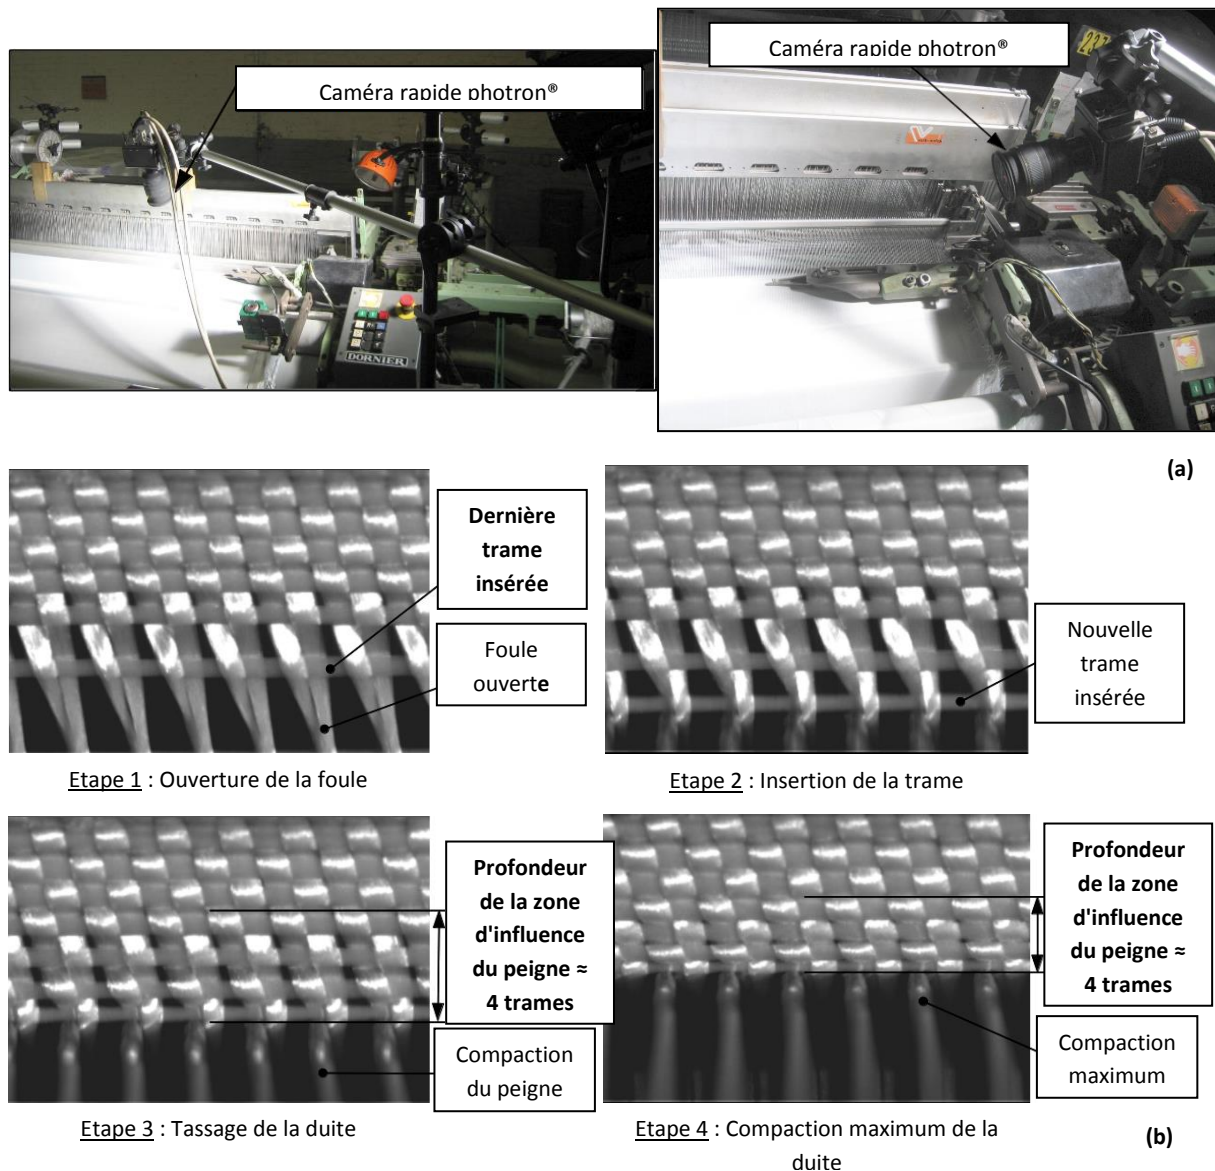 Caméra rapide photron®
Caméra rapide photron®
237
DORNIER
(a)
Dernière
trame
insérée
Foule
ouverte
Nouvelle
trame
insérée
Etape 1 : Ouverture de la foule
Etape 2 : Insertion de la trame
Profondeur
de la zone
d'influence
du peigne ≈
4 trames
Compaction
du peigne
Profondeur
de la zone
d'influence
du peigne ≈
4 trames
Compaction
maximum
Etape 3 : Tassage de la duite
Etape 4 : Compaction maximum de la
duite
(b)